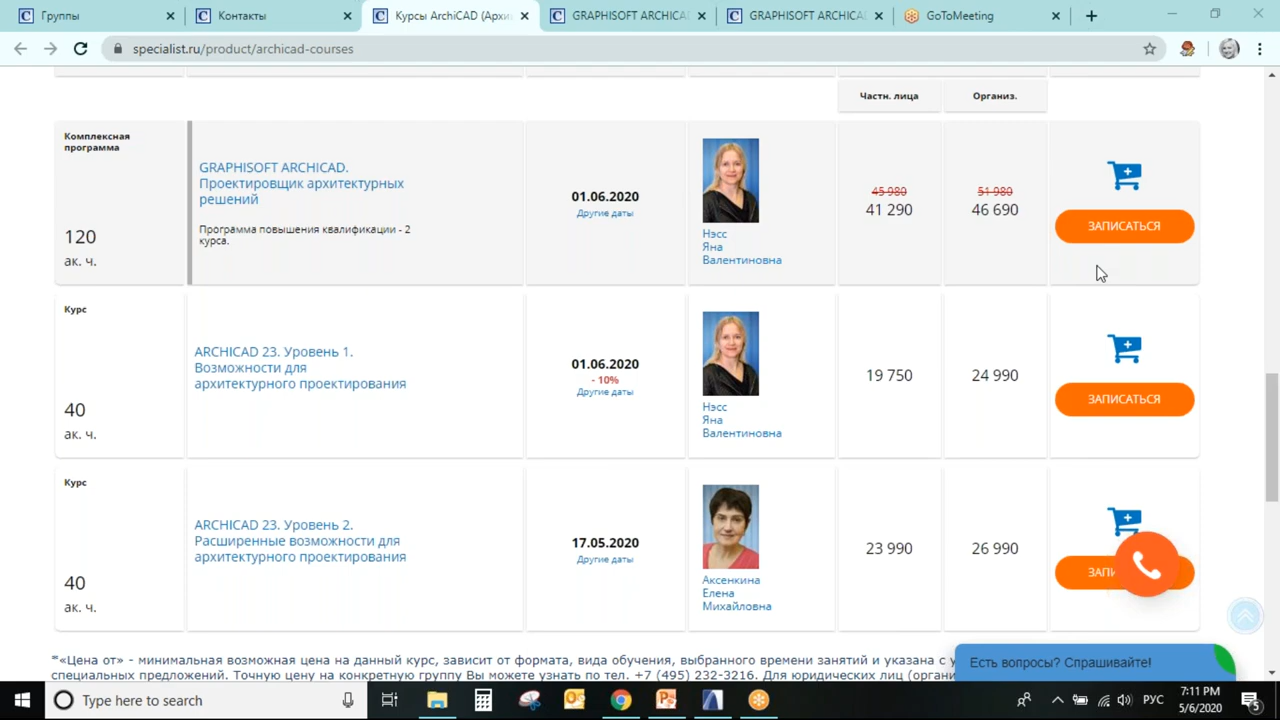 Группы
Контакты
Курсы ArchiCAD (Архи
GRAPHISOFT ARCHICAD
GRAPHISOFT ARCHICAD
GoToMeeting
specialist.ru/product/archicad-courses
Частн. лица
Организ.
Комплексная
программа
120
ак. ч.
GRAPHISOFT ARCHICAD.
Проектировщик архитектурных
решений
Программа повышения квалификации - 2
курса.
01.06.2020
Другие даты
Нэсс
Яна
Валентиновна
45 980
41 290
51 980
46 690
ЗАПИСАТЬСЯ
Курс
40
ак. ч.
ARCHICAD 23. Уровень 1.
Возможности для
архитектурного проектирования
01.06.2020
- 10%
Другие даты
Нэсс
Яна
Валентиновна
19 750
24 990
ЗАПИСАТЬСЯ
Курс
40
ак. ч.
ARCHICAD 23. Уровень 2.
Расширенные возможности для
архитектурного проектирования
17.05.2020
Другие даты
Аксенкина
Елена
Михайловна
23 990
26 990
ЗАПИ
*«Цена от» - минимальная возможная цена на данный курс, зависит от формата, вида обучения, выбранного времени занятий и указана с
специальных предложений. Точную цену на конкретную группу Вы можете узнать по тел. +7 (495) 232-3216. Для юридических лиц (органи
Есть вопросы? Спрашивайте!
Type here to search
РУС
7:11 PM
5/6/2020
5